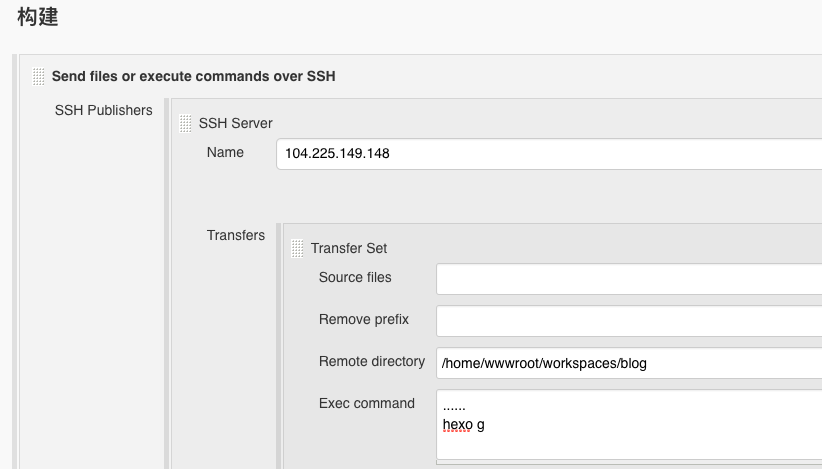 构建
Send files or execute commands over SSH
SSH Publishers
SSH Server
Name
104.225.149.148
Transfers
Transfer Set
Source files
Remove prefix
Remote directory
/home/wwwroot/workspaces/blog
Exec command
......
hexo g